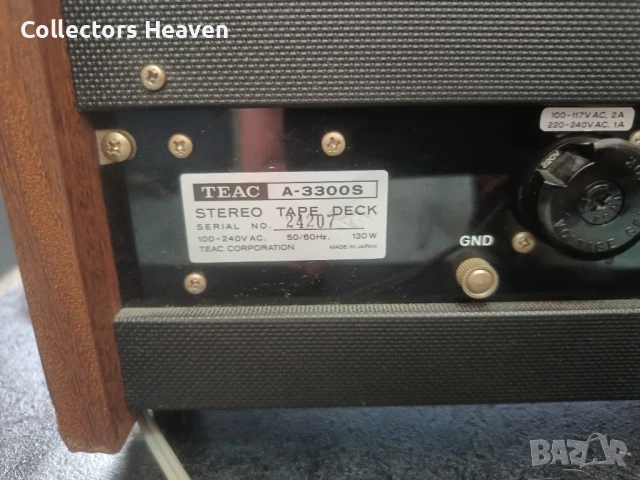 Collectors Heaven
100-117V AC, 2A
220-240V AC, 1A
TEAC A-3300S
STEREO TAPE DECK
SERIAL NO. 24207
100-240V AC, 50/60Hz, 130W
TEAC CORPORATION MADE IN JAPAN
GND
BAZAR